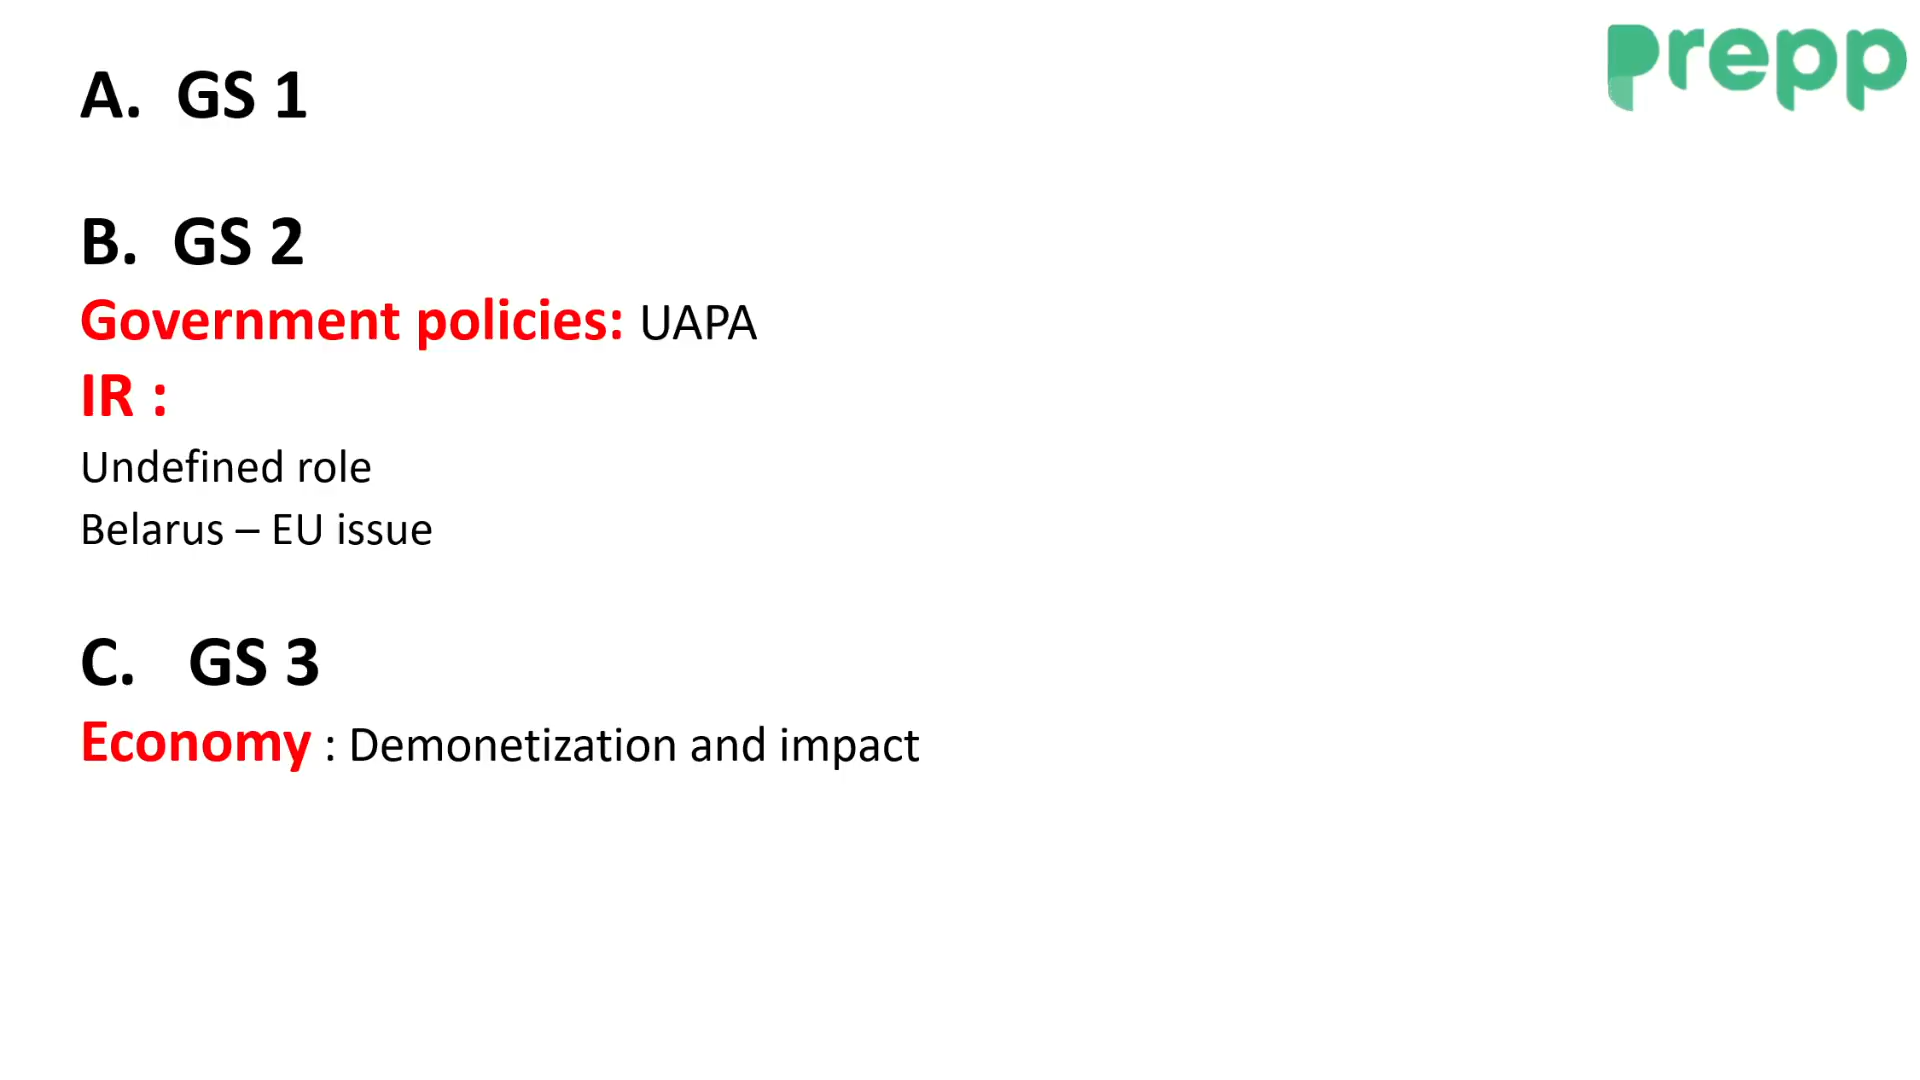 prepp
A. GS 1
B. GS 2
Government policies: UAPA
IR :
Undefined role
Belarus – EU issue
C. GS 3
Economy : Demonetization and impact